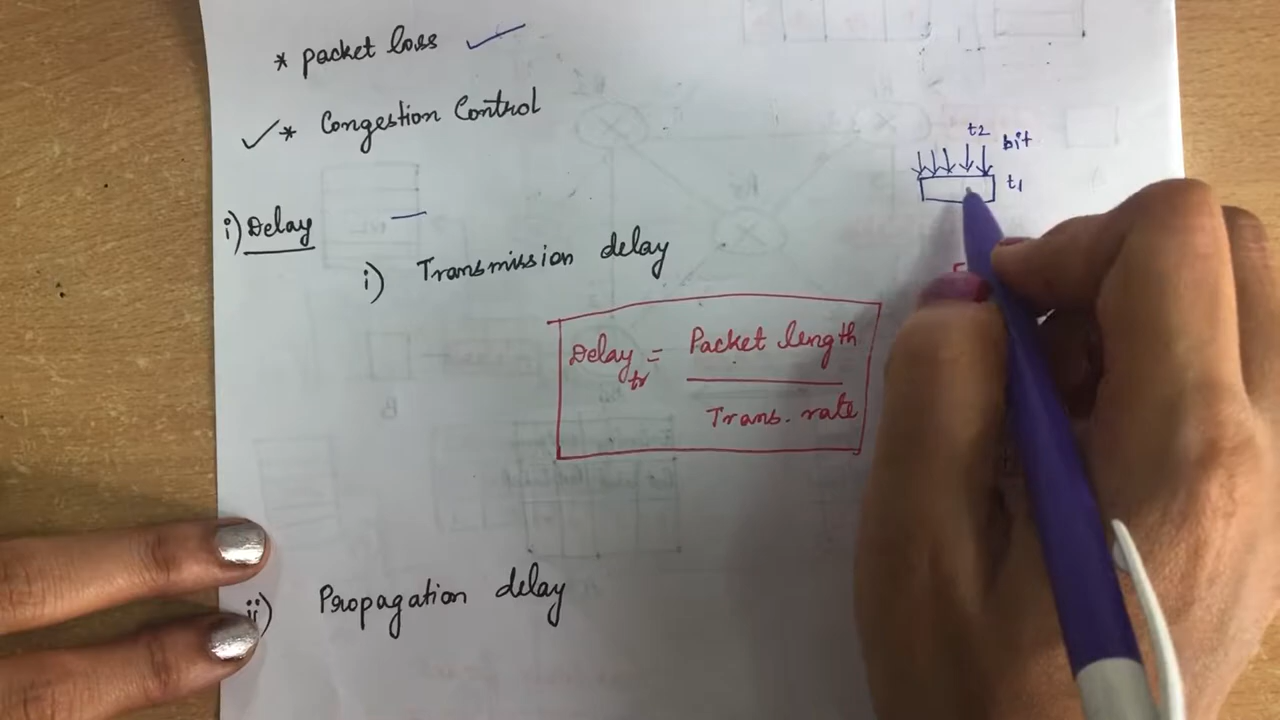 * packet loss
* Congestion Control
t2
bit
t1
i) Delay
i) Transmission delay
Delay tr = Packet length
Trans. rate
ii) Propagation delay